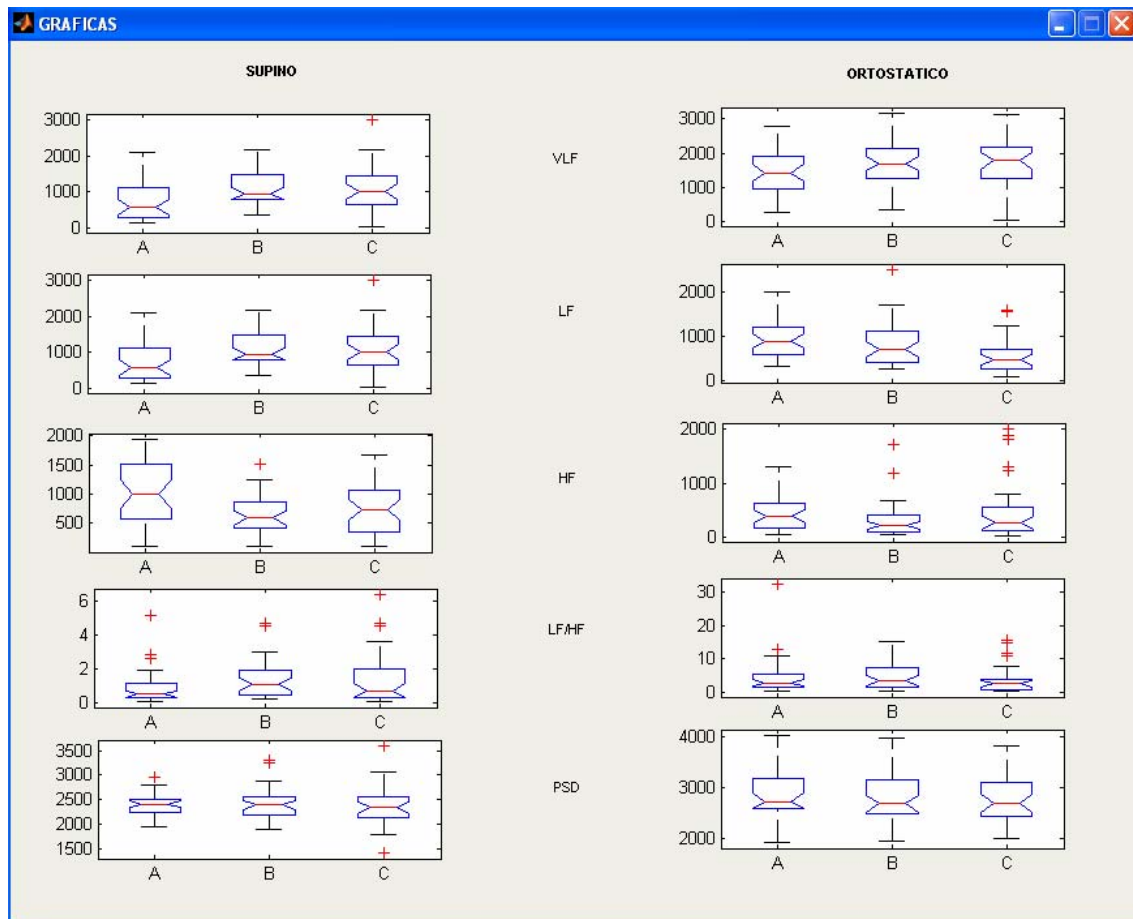 GRAFICAS
SUPINO
ORTOSTATICO
3000
2000
1000
0
A B C
VLF
3000
2000
1000
0
A B C
3000
2000
1000
0
A B C
LF
2000
1000
0
A B C
2000
1500
1000
500
A B C
HF
2000
1000
0
A B C
6
4
2
0
A B C
LF/HF
30
20
10
0
A B C
3500
3000
2500
2000
1500
A B C
PSD
4000
3000
2000
A B C